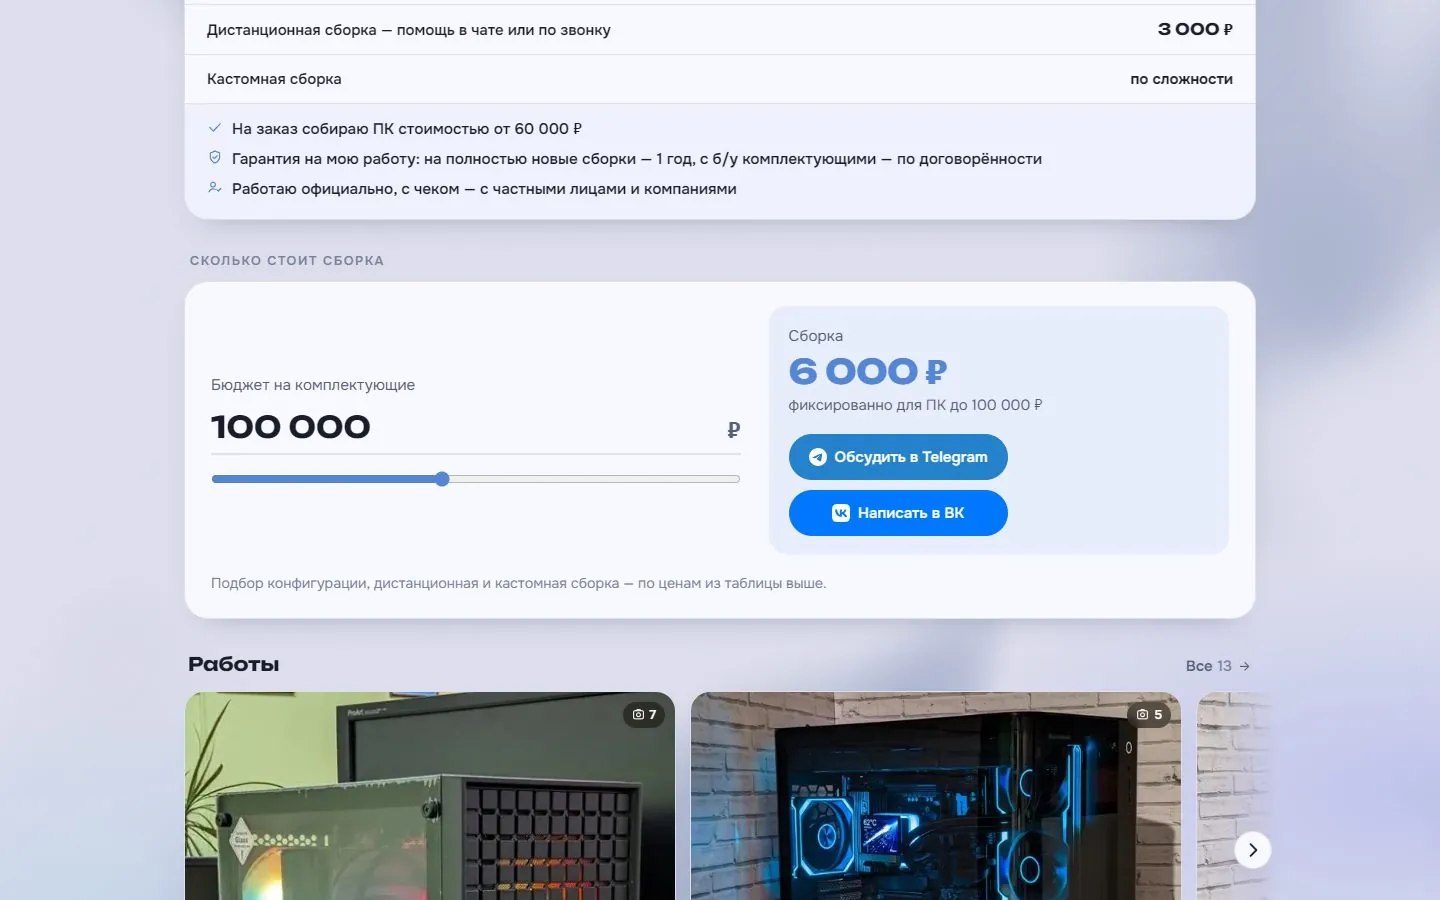 Дистанционная сборка — помощь в чате или по звонку
3 000 ₽
Кастомная сборка
по сложности
На заказ собираю ПК стоимостью от 60 000 ₽
Гарантия на мою работу: на полностью новые сборки — 1 год, с б/у комплектующими — по договорённости
Работаю официально, с чеком — с частными лицами и компаниями
СКОЛЬКО СТОИТ СБОРКА
Бюджет на комплектующие
100 000 ₽
Сборка
6 000 ₽
фиксированно для ПК до 100 000 ₽
Обсудить в Telegram
Написать в ВК
Подбор конфигурации, дистанционная и кастомная сборка — по ценам из таблицы выше.
Работы
Все 13 →
ProArt
7
5
Glass
62°C